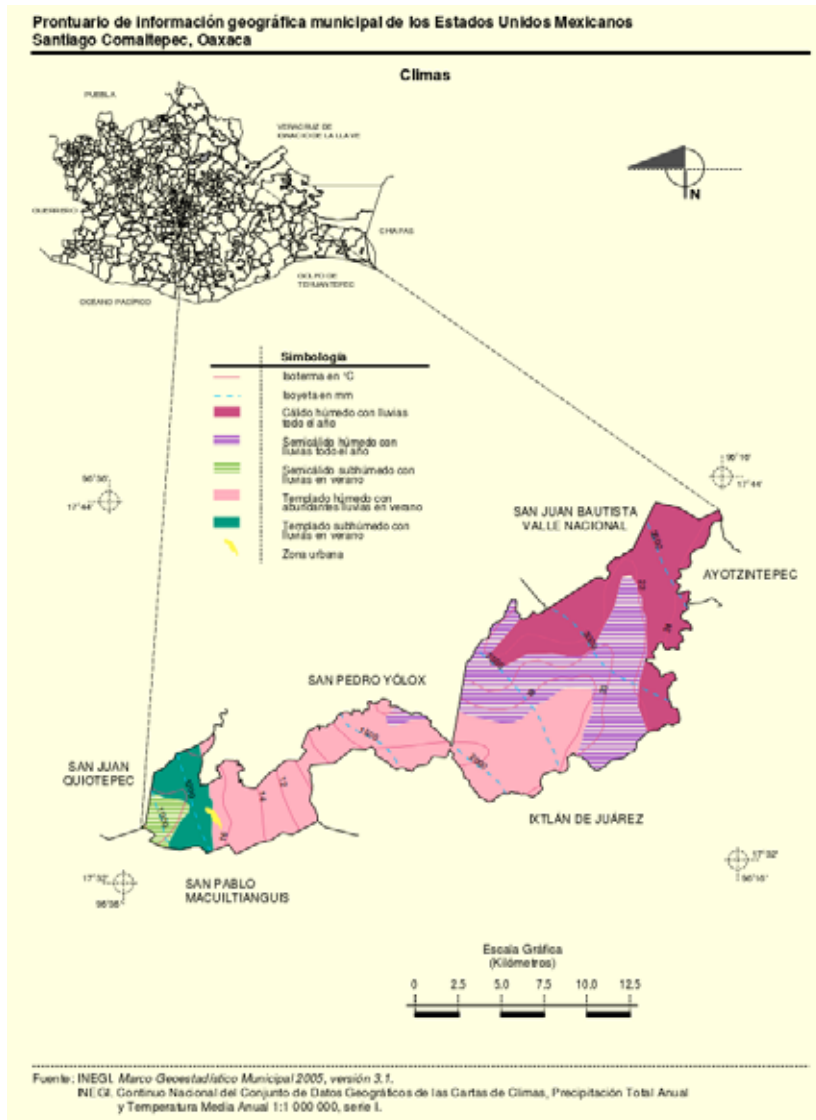 Prontuario de información geográfica municipal de los Estados Unidos Mexicanos
Santiago Comaltepec, Oaxaca
Climas
PUEBLA
VERACRUZ DE
IGNACIO DE LA LLAVE
GUERRERO
CHIAPAS
GOLFO DE
TEHUANTEPEC
OCEANO PACÍFICO
N
Simbología
Isoterma en °C
Isoyeta en mm
Cálido húmedo con lluvias
todo el año
Semicálido húmedo con
lluvias todo el año
Semicálido subhúmedo con
lluvias en verano
Templado húmedo con
abundantes lluvias en verano
Templado subhúmedo con
lluvias en verano
Zona urbana
17°44'
96°16'
17°44'
SAN JUAN BAUTISTA
VALLE NACIONAL
AYOTZINTEPEC
SAN PEDRO YÓLOX
1500
2000
SAN JUAN
QUIOTEPEC
12
14
IXTLÁN DE JUÁREZ
SAN PABLO
MACUILTIANGUIS
17°32'
17°32'
96°16'
Escala Gráfica
(Kilómetros)
0 2.5 5.0 7.5 10.0 12.5
Fuente: INEGI. Marco Geoestadístico Municipal 2005, versión 3.1.
INEGI. Continuo Nacional del Conjunto de Datos Geográficos de las Cartas de Climas, Precipitación Total Anual
y Temperatura Media Anual 1:1 000 000, serie I.